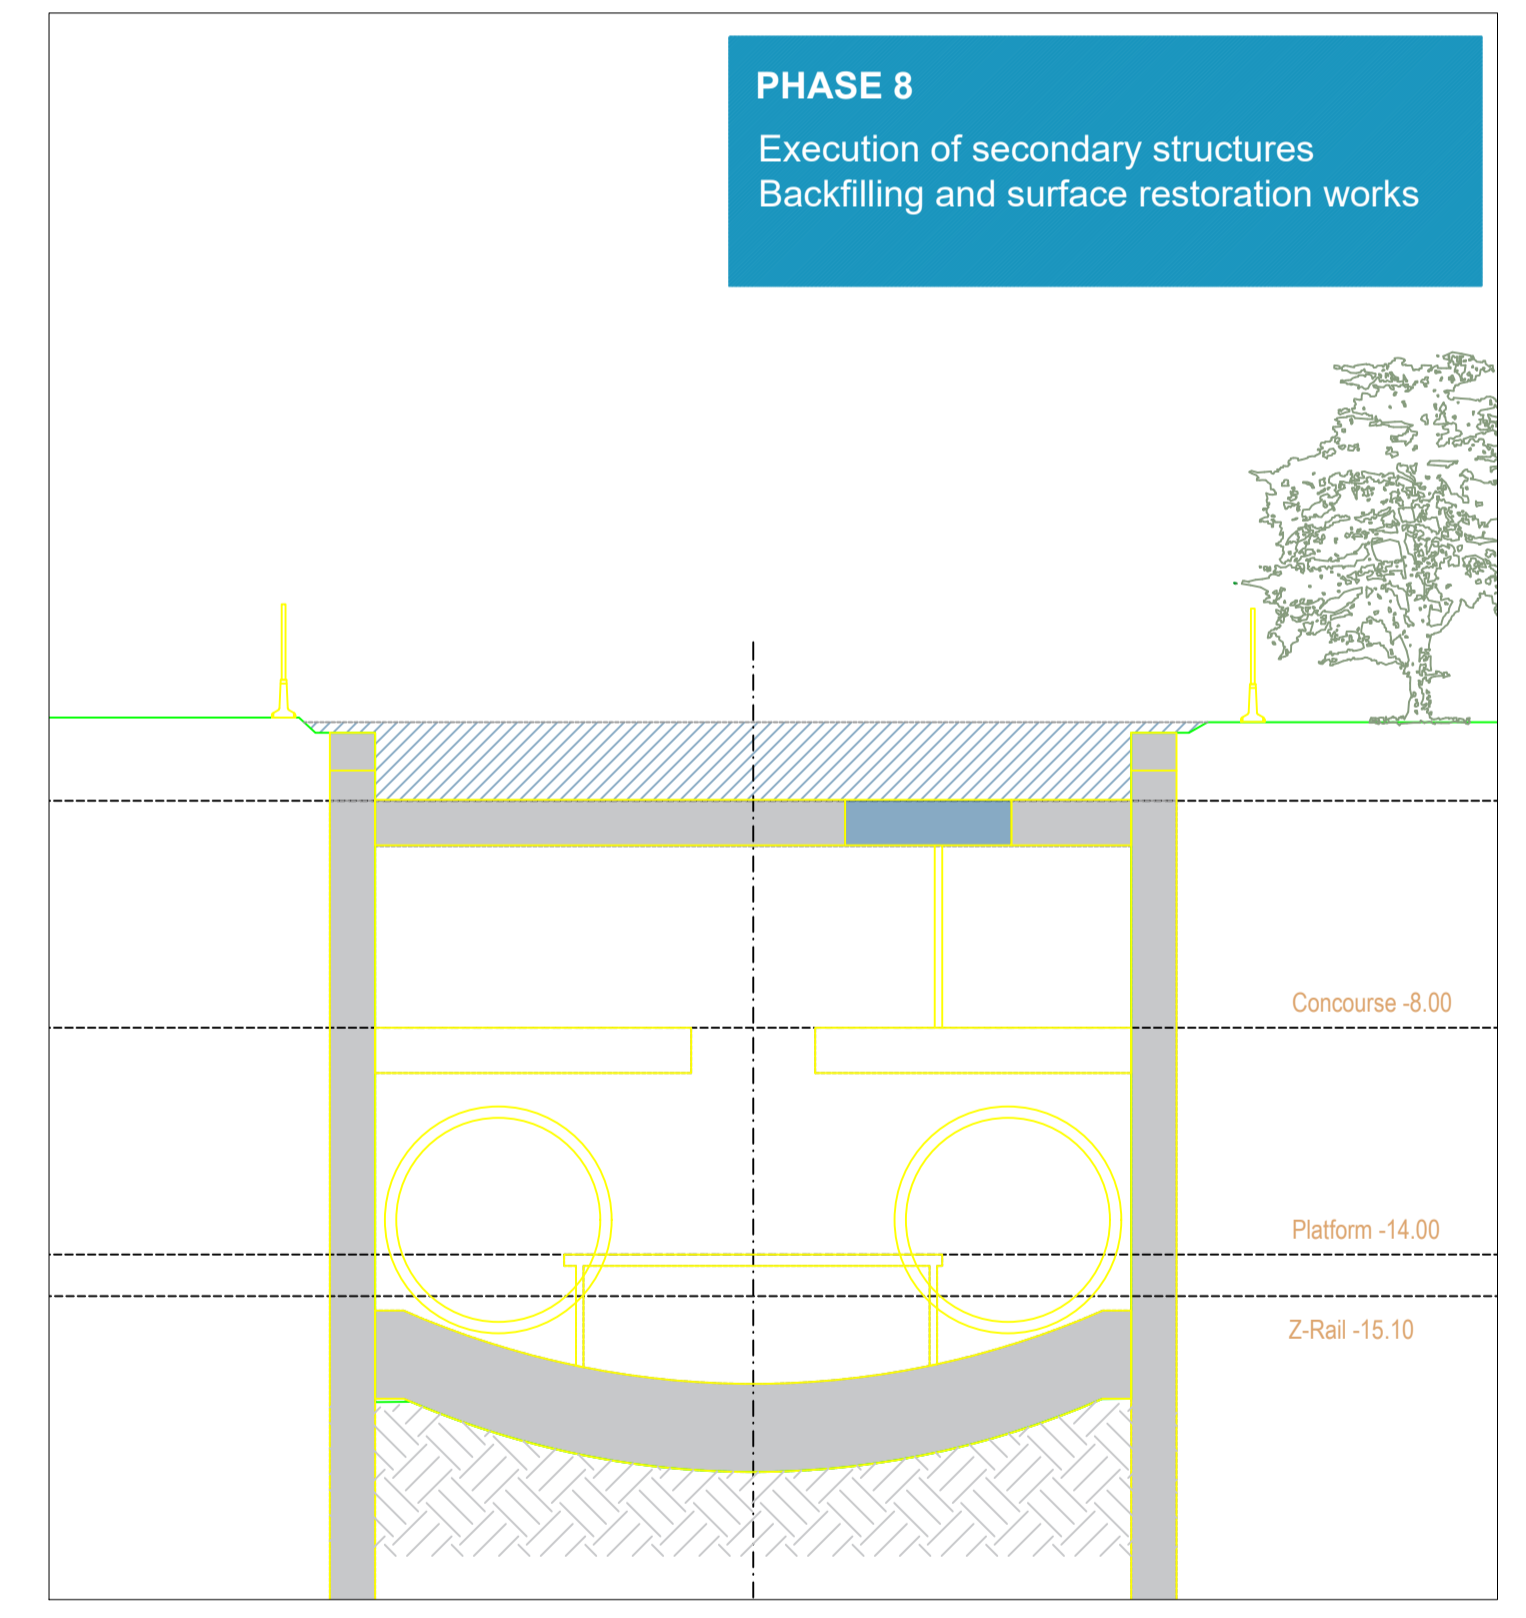 PHASE 8
Execution of secondary structures
Backfilling and surface restoration works
Concourse -8.00
Platform -14.00
Z-Rail -15.10